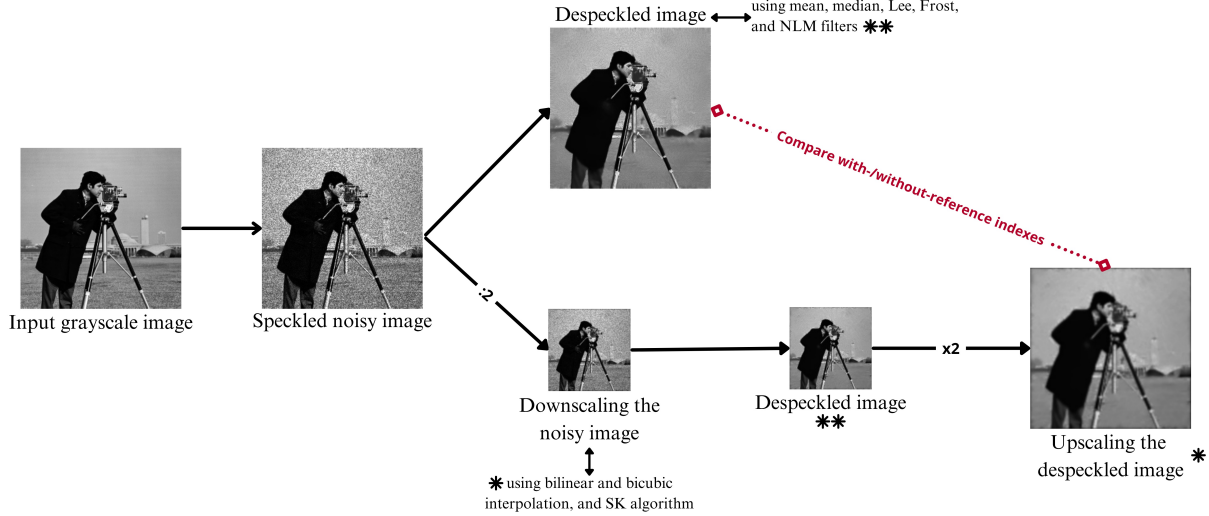 Despeckled image
using mean, median, Lee, Frost,
and NLM filters ✱✱
Compare with-/without-reference indexes
Input grayscale image
Speckled noisy image
:2
Downscaling the
noisy image
✱ using bilinear and bicubic
interpolation, and SK algorithm
Despeckled image
✱✱
x2
Upscaling the
despeckled image ✱